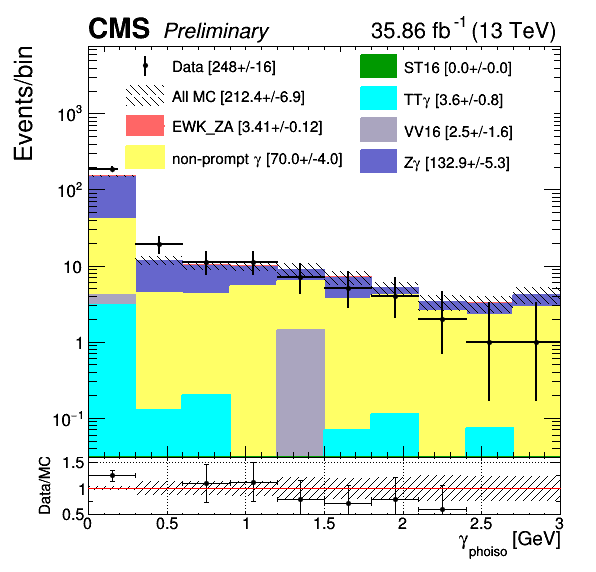 CMS Preliminary 35.86 fb⁻¹ (13 TeV)
Events/bin
Data [248+/-16]
All MC [212.4+/-6.9]
EWK_ZA [3.41+/-0.12]
non-prompt γ [70.0+/-4.0]
ST16 [0.0+/-0.0]
TTγ [3.6+/-0.8]
VV16 [2.5+/-1.6]
Zγ [132.9+/-5.3]
10³
10²
10
1
10⁻¹
Data/MC
1.5
1
0.5
0 0.5 1 1.5 2 2.5 3
γ_phoiso [GeV]